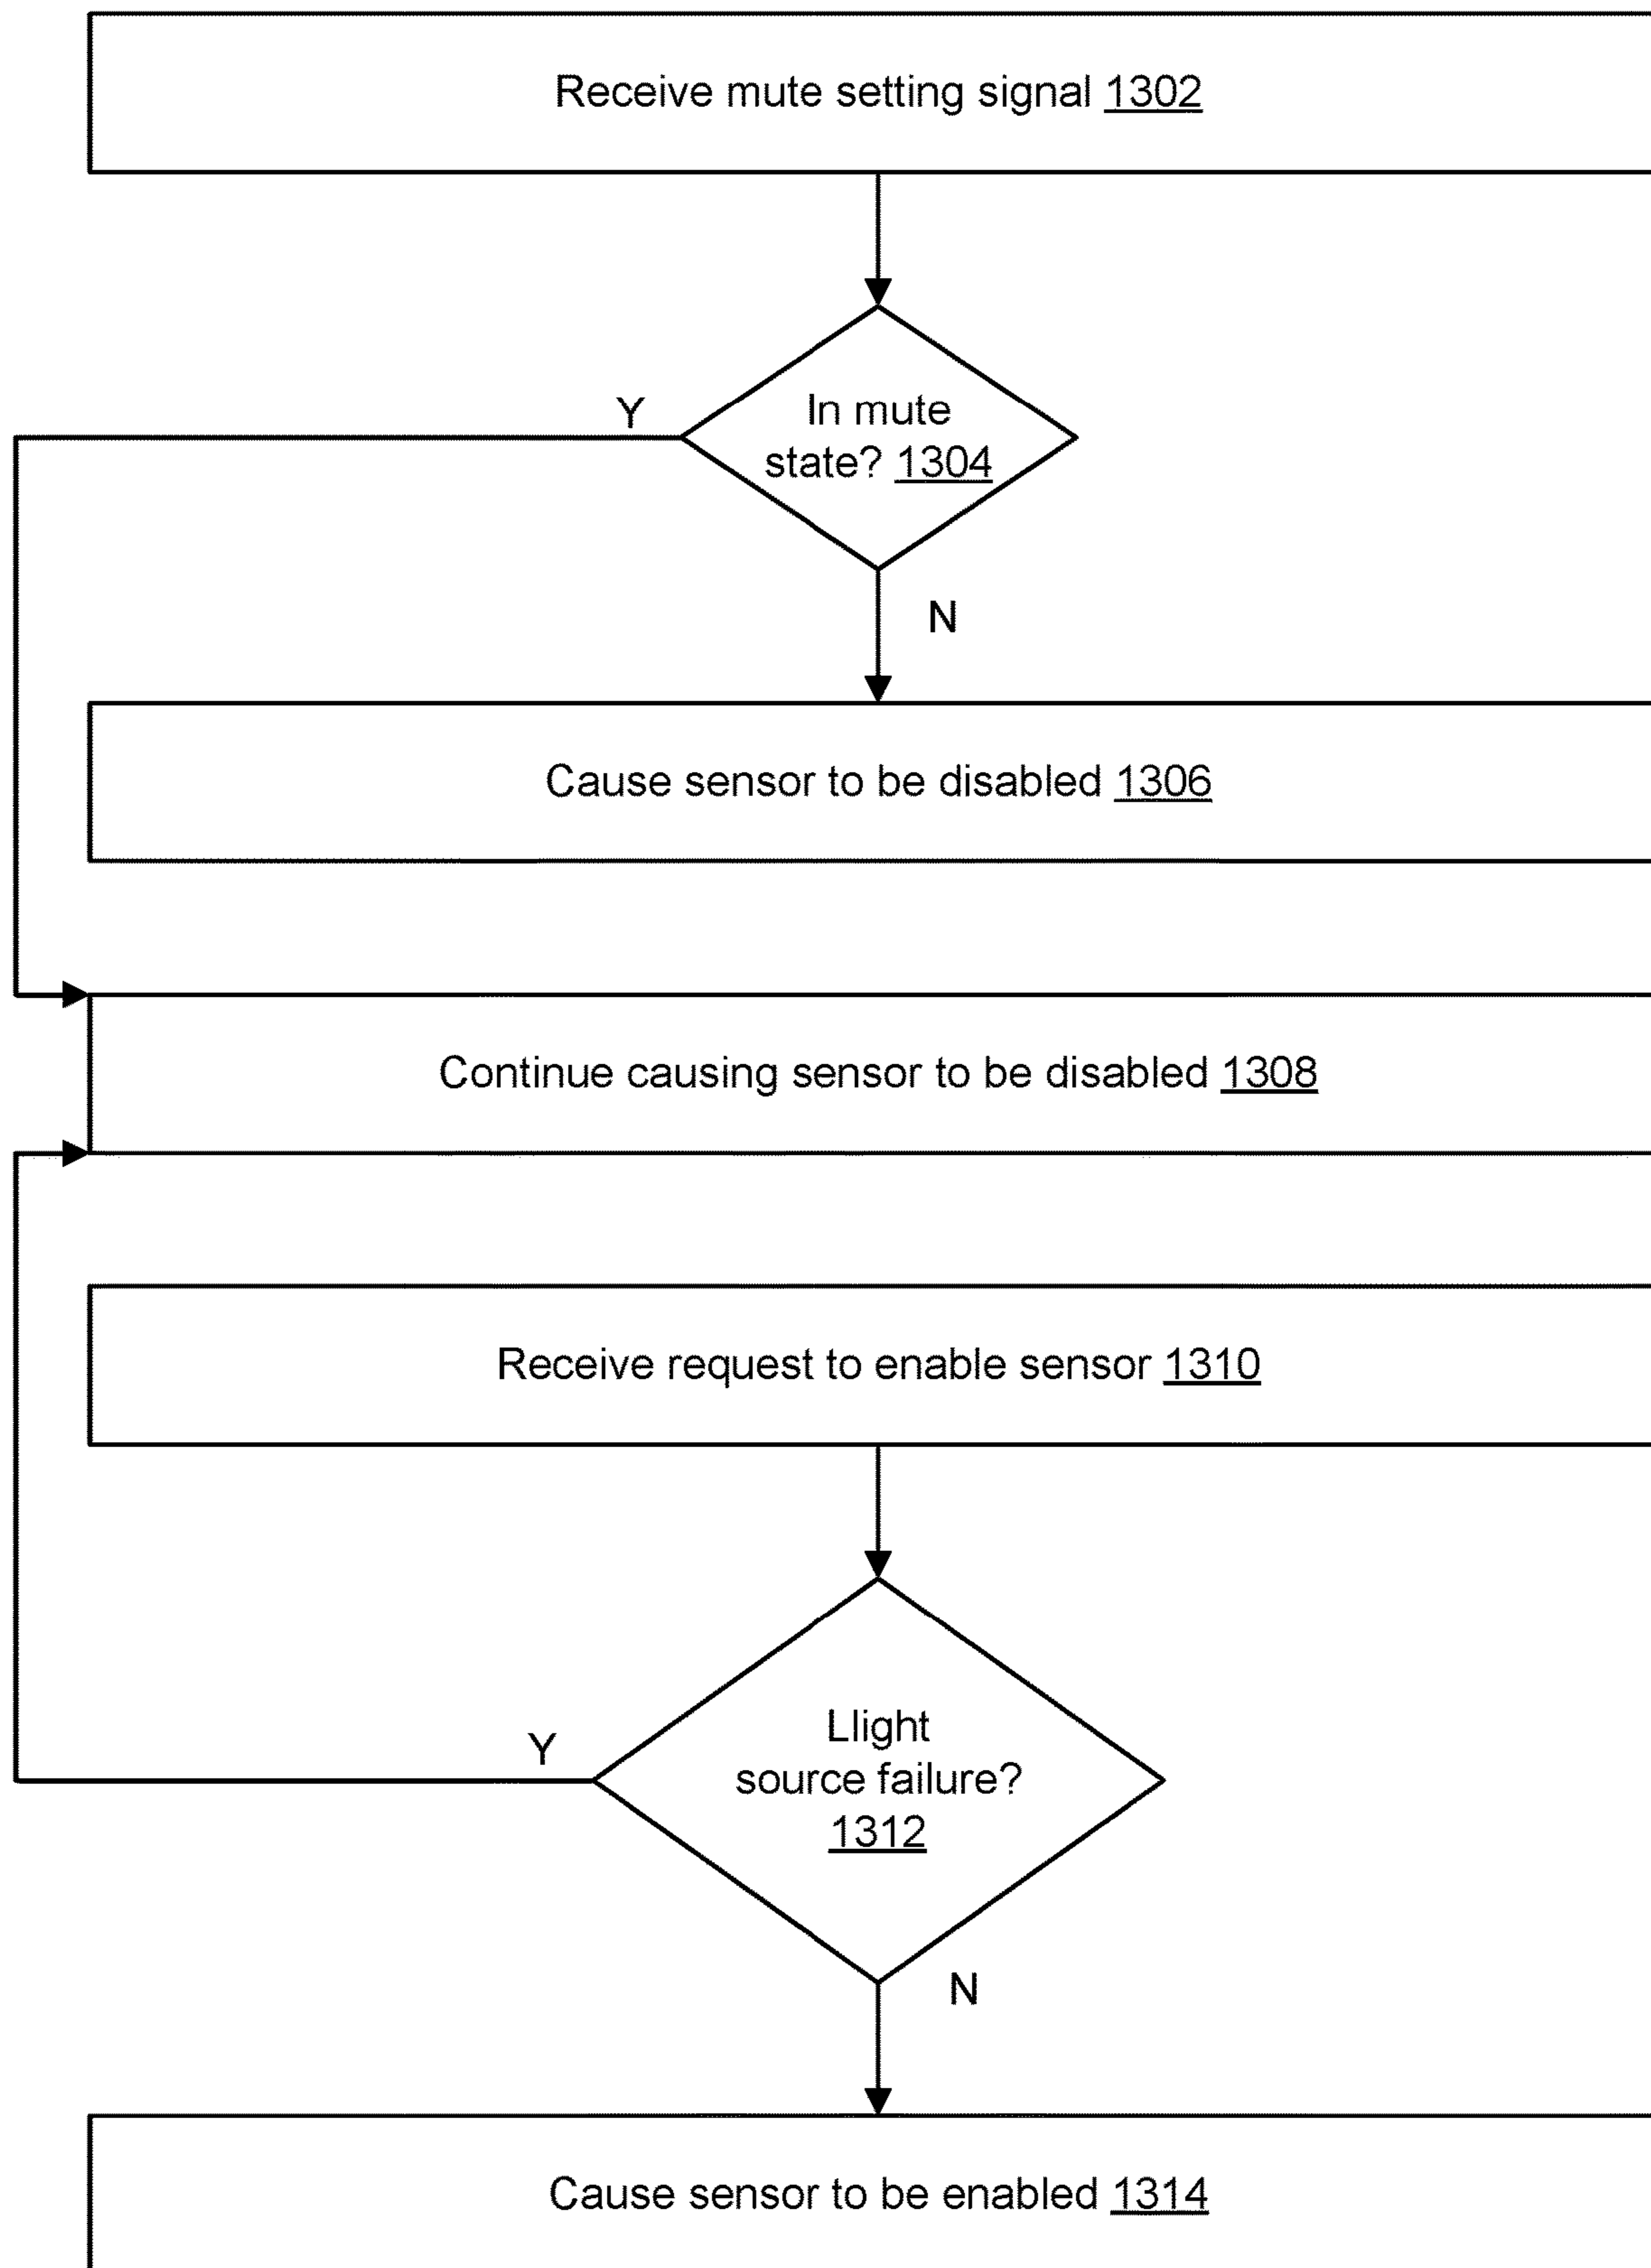 Receive mute setting signal 1302
Y
In mute
state? 1304
N
Cause sensor to be disabled 1306
Continue causing sensor to be disabled 1308
Receive request to enable sensor 1310
Y
Llight
source failure?
1312
N
Cause sensor to be enabled 1314